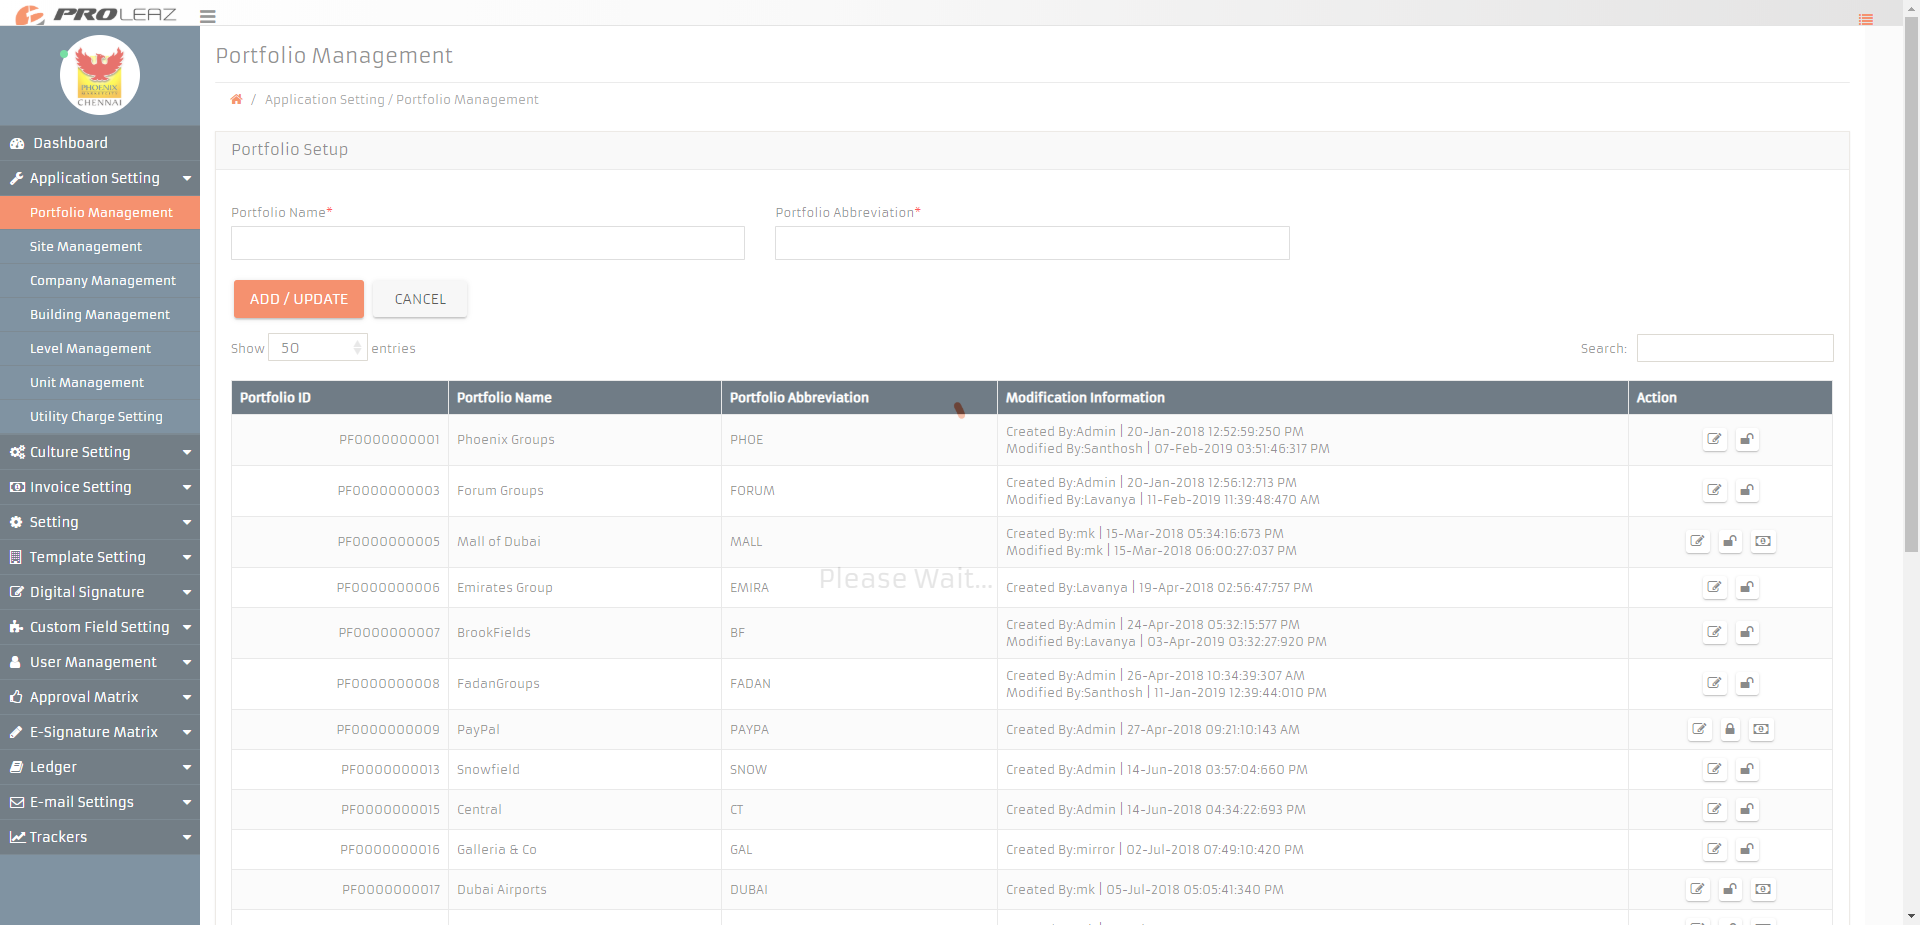 PROLEAZ
PHOENIX
MARKETCITY
CHENNAI
Dashboard
Application Setting
Portfolio Management
Site Management
Company Management
Building Management
Level Management
Unit Management
Utility Charge Setting
Culture Setting
Invoice Setting
Setting
Template Setting
Digital Signature
Custom Field Setting
User Management
Approval Matrix
E-Signature Matrix
Ledger
E-mail Settings
Trackers
Portfolio Management
/ Application Setting / Portfolio Management
Portfolio Setup
Portfolio Name* Portfolio Abbreviation*
ADD / UPDATE CANCEL
Show 50 entries Search:
Portfolio ID Portfolio Name Portfolio Abbreviation Modification Information Action
PF0000000001 Phoenix Groups PHOE Created By:Admin | 20-Jan-2018 12:52:59:250 PM
Modified By:Santhosh | 07-Feb-2019 03:51:46:317 PM
PF0000000003 Forum Groups FORUM Created By:Admin | 20-Jan-2018 12:56:12:713 PM
Modified By:Lavanya | 11-Feb-2019 11:39:48:470 AM
PF0000000005 Mall of Dubai MALL Created By:mk | 15-Mar-2018 05:34:16:673 PM
Modified By:mk | 15-Mar-2018 06:00:27:037 PM
Please Wait...
PF0000000006 Emirates Group EMIRA Created By:Lavanya | 19-Apr-2018 02:56:47:757 PM
PF0000000007 BrookFields BF Created By:Admin | 24-Apr-2018 05:32:15:577 PM
Modified By:Lavanya | 03-Apr-2019 03:32:27:920 PM
PF0000000008 FadanGroups FADAN Created By:Admin | 26-Apr-2018 10:34:39:307 AM
Modified By:Santhosh | 11-Jan-2019 12:39:44:010 PM
PF0000000009 PayPal PAYPA Created By:Admin | 27-Apr-2018 09:21:10:143 AM
PF0000000013 Snowfield SNOW Created By:Admin | 14-Jun-2018 03:57:04:660 PM
PF0000000015 Central CT Created By:Admin | 14-Jun-2018 04:34:22:693 PM
PF0000000016 Galleria & Co GAL Created By:mirror | 02-Jul-2018 07:49:10:420 PM
PF0000000017 Dubai Airports DUBAI Created By:mk | 05-Jul-2018 05:05:41:340 PM